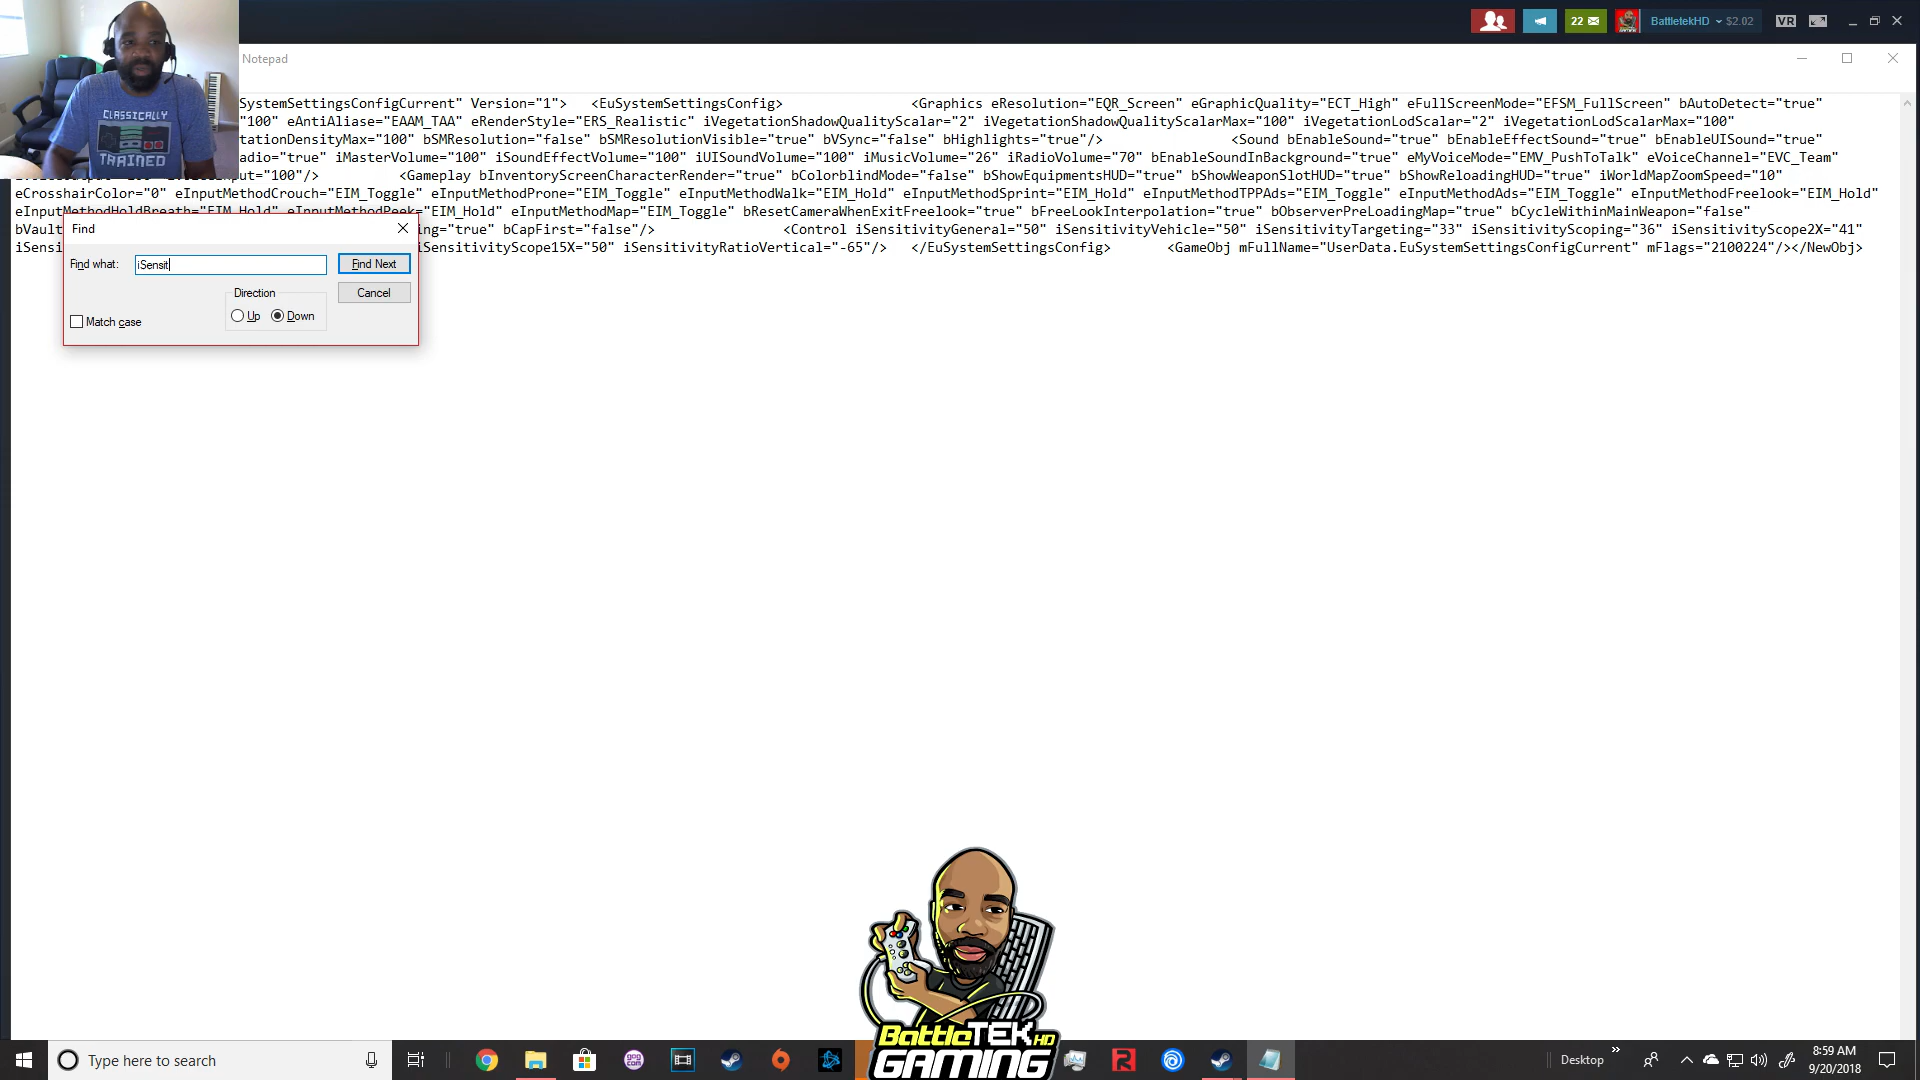 22
BattletekHD
$2.02
VR
Notepad
CLASSICALLY
TRAINED
SystemSettingsConfigCurrent" Version="1"> <EuSystemSettingsConfig> <Graphics eResolution="EQR_Screen" eGraphicQuality="ECT_High" eFullScreenMode="EFSM_FullScreen" bAutoDetect="true"
"100" eAntiAliase="EAAM_TAA" eRenderStyle="ERS_Realistic" iVegetationShadowQualityScalar="2" iVegetationShadowQualityScalarMax="100" iVegetationLodScalar="2" iVegetationLodScalarMax="100"
tationDensityMax="100" bSMResolution="false" bSMResolutionVisible="true" bVSync="false" bHighlights="true"/> <Sound bEnableSound="true" bEnableEffectSound="true" bEnableUISound="true"
adio="true" iMasterVolume="100" iSoundEffectVolume="100" iUISoundVolume="100" iMusicVolume="26" iRadioVolume="70" bEnableSoundInBackground="true" eMyVoiceMode="EMV_PushToTalk" eVoiceChannel="EVC_Team"
put="100"/> <Gameplay bInventoryScreenCharacterRender="true" bColorblindMode="false" bShowEquipmentsHUD="true" bShowWeaponSlotHUD="true" bShowReloadingHUD="true" iWorldMapZoomSpeed="10"
eCrosshairColor="0" eInputMethodCrouch="EIM_Toggle" eInputMethodProne="EIM_Toggle" eInputMethodWalk="EIM_Hold" eInputMethodSprint="EIM_Hold" eInputMethodTPPAds="EIM_Toggle" eInputMethodAds="EIM_Toggle" eInputMethodFreelook="EIM_Hold"
eInputMethodHoldBreath="EIM_Hold" eInputMethodPeek="EIM_Hold" eInputMethodMap="EIM_Toggle" bResetCameraWhenExitFreelook="true" bFreeLookInterpolation="true" bObserverPreLoadingMap="true" bCycleWithinMainWeapon="false"
bVault ing="true" bCapFirst="false"/> <Control iSensitivityGeneral="50" iSensitivityVehicle="50" iSensitivityTargeting="33" iSensitivityScoping="36" iSensitivityScope2X="41"
iSensi iSensitivityScope15X="50" iSensitivityRatioVertical="-65"/> </EuSystemSettingsConfig> <GameObj mFullName="UserData.EuSystemSettingsConfigCurrent" mFlags="2100224"/></NewObj>
Find
Find what: iSensit
Find Next
Direction
Cancel
Up Down
Match case
BattleTEK HD
GAMING
Type here to search
gog
com
Desktop
8:59 AM
9/20/2018